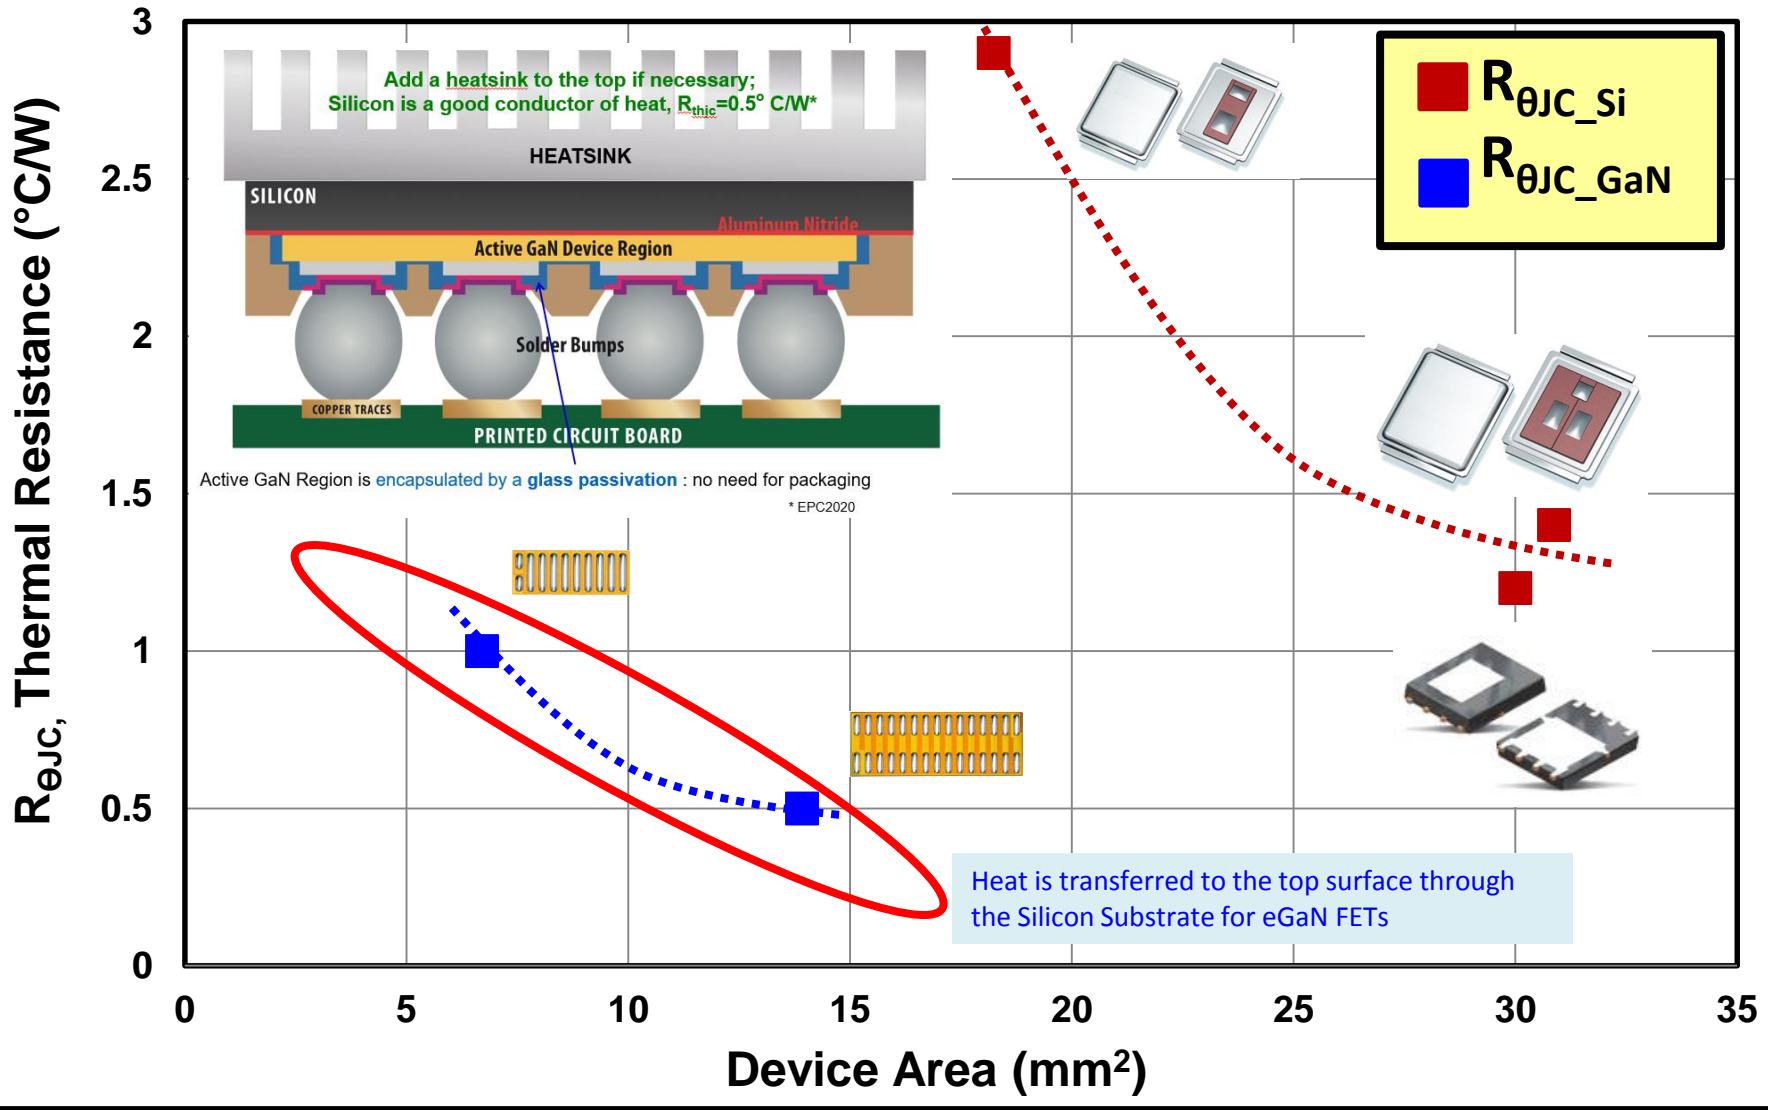 3
2.5
2
1.5
1
0.5
0
RΘJC, Thermal Resistance (°C/W)
Add a heatsink to the top if necessary;
Silicon is a good conductor of heat, Rthic=0.5° C/W*
HEATSINK
SILICON
Aluminum Nitride
Active GaN Device Region
Solder Bumps
COPPER TRACES
PRINTED CIRCUIT BOARD
Active GaN Region is encapsulated by a glass passivation : no need for packaging
* EPC2020
RθJC_Si
RθJC_GaN
Heat is transferred to the top surface through
the Silicon Substrate for eGaN FETs
0 5 10 15 20 25 30 35
Device Area (mm²)